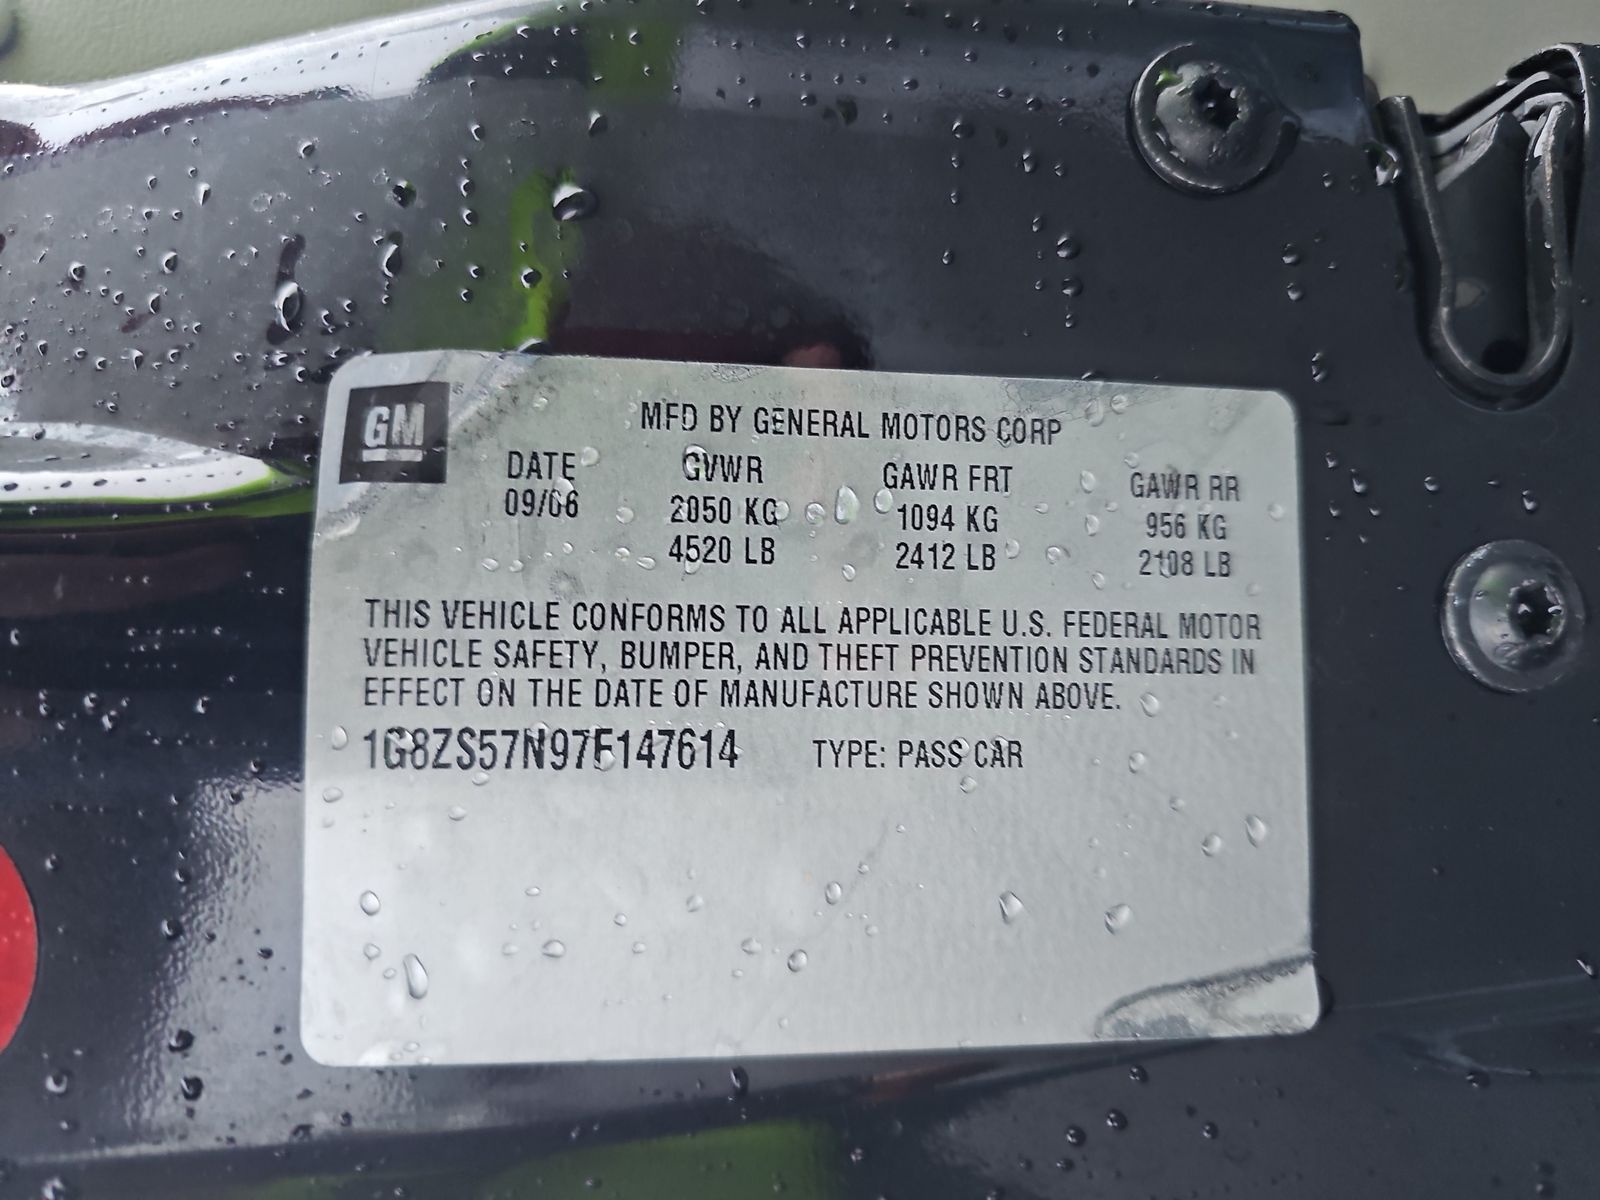 GM
MFD BY GENERAL MOTORS CORP
DATE GVWR GAWR FRT GAWR RR
09/06 2050 KG 1094 KG 956 KG
4520 LB 2412 LB 2108 LB
THIS VEHICLE CONFORMS TO ALL APPLICABLE U.S. FEDERAL MOTOR
VEHICLE SAFETY, BUMPER, AND THEFT PREVENTION STANDARDS IN
EFFECT ON THE DATE OF MANUFACTURE SHOWN ABOVE.
1G8ZS57N97F147614 TYPE: PASS CAR